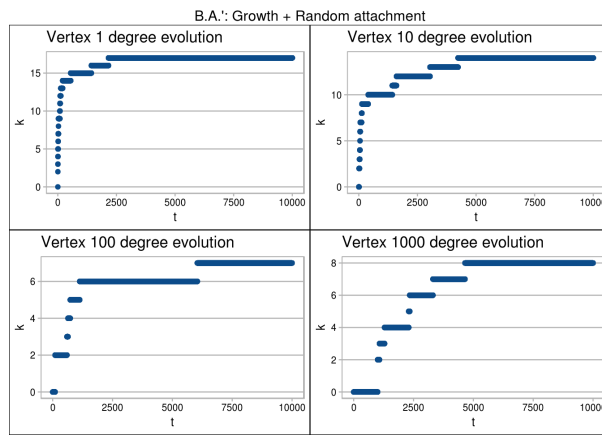 B.A.': Growth + Random attachment
Vertex 1 degree evolution
k
15
10
5
0
0 2500 5000 7500 10000
t
Vertex 10 degree evolution
k
10
5
0
0 2500 5000 7500 10000
t
Vertex 100 degree evolution
k
6
4
2
0
0 2500 5000 7500 10000
t
Vertex 1000 degree evolution
k
8
6
4
2
0
0 2500 5000 7500 10000
t